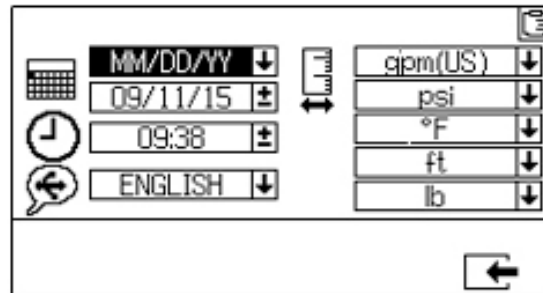 MM/DD/YY
09/11/15
09:38
ENGLISH
gpm(US)
psi
°F
ft
lb